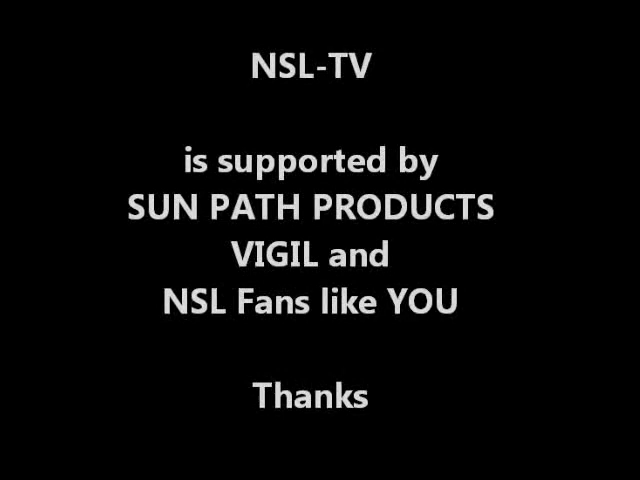 NSL-TV
is supported by
SUN PATH PRODUCTS
VIGIL and
NSL Fans like YOU
Thanks